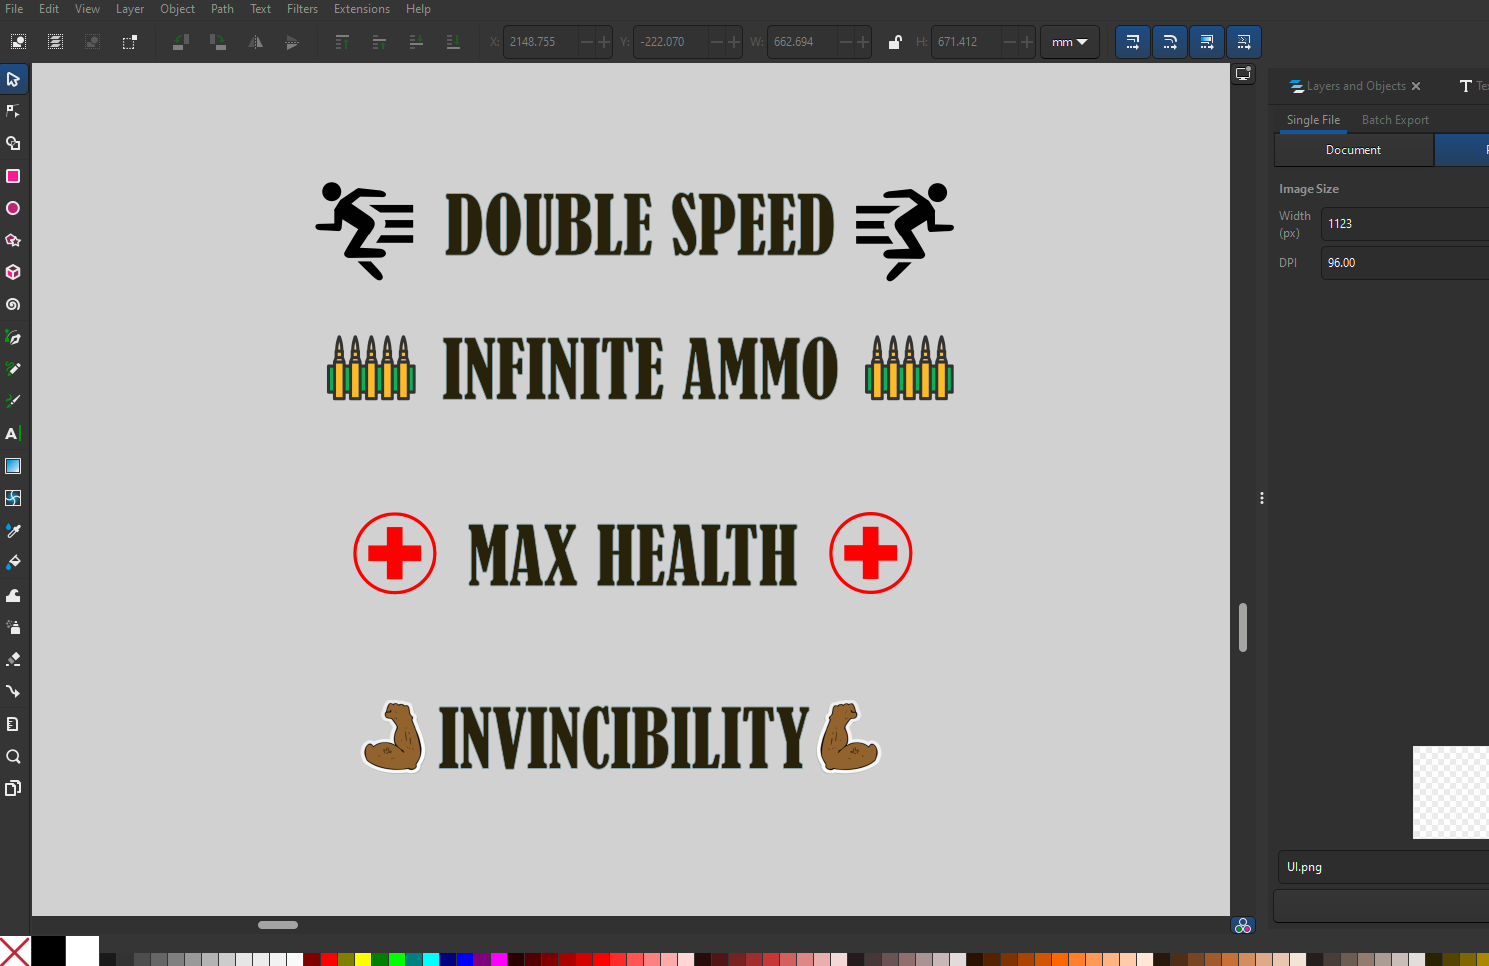 File Edit View Layer Object Path Text Filters Extensions Help
X: 2148.755 Y: -222.070 W: 662.694 H: 671.412 mm
Layers and Objects
Single File Batch Export
Document
Image Size
Width (px) 1123
DPI 96.00
DOUBLE SPEED
INFINITE AMMO
MAX HEALTH
INVINCIBILITY
UI.png